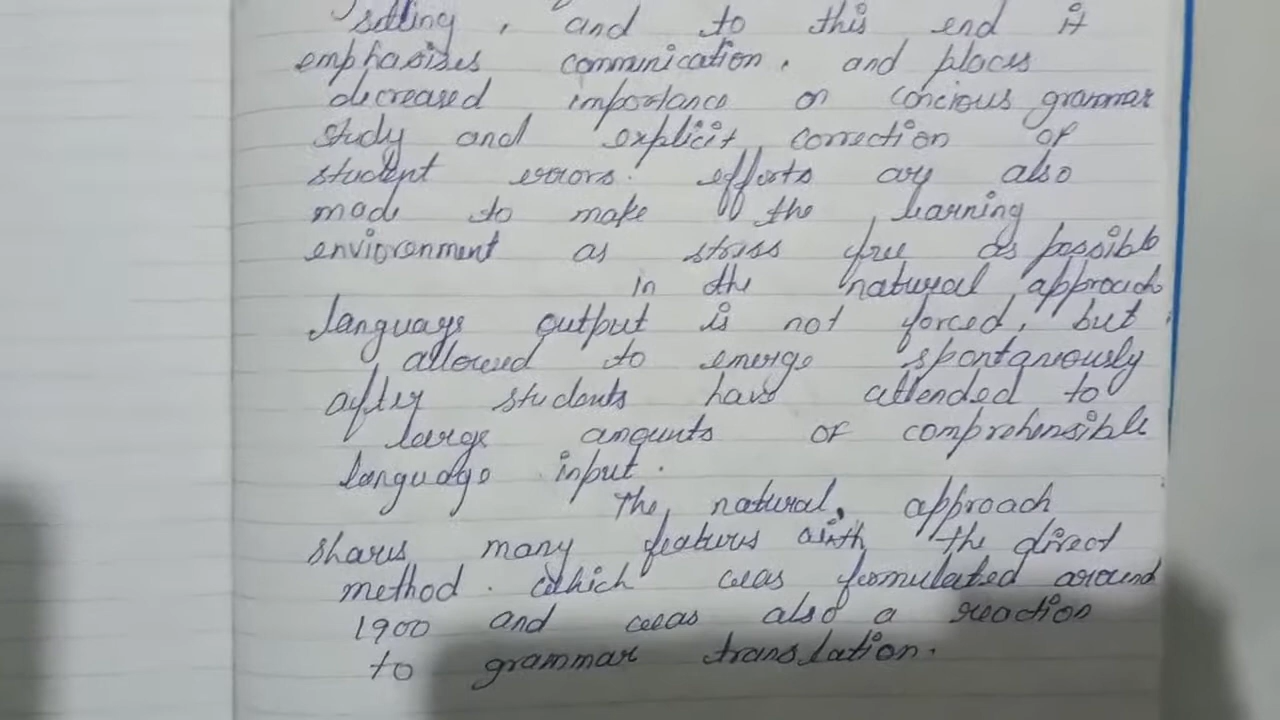 setting, and to this end it
emphasises communication, and places
decreased importance on concious grammar
study and explicit correction of
student errors. efforts are also
made to make the learning
envioronment as stress free as possible
in the natural approach
language output is not forced, but
allowed to emerge spontaneously
after students have attended to
large amounts of comprehensible
language input.
The natural approach
shares many features with the direct
method. Which was formulated around
1900 and was also a reaction
to grammar translation.